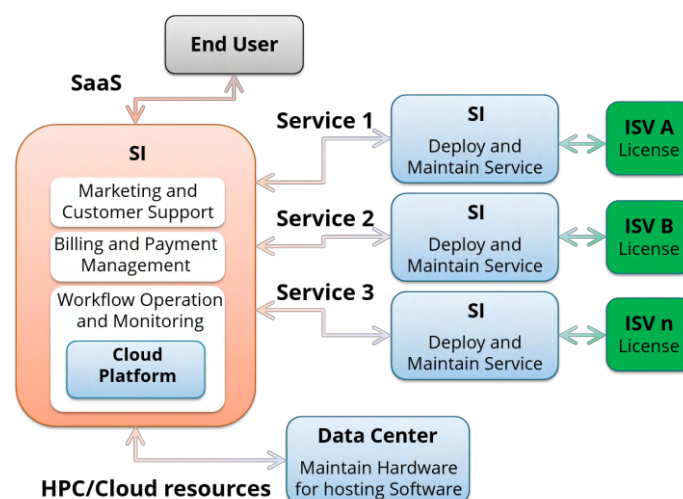 End User
SaaS
SI
Marketing and
Customer Support
Billing and Payment
Management
Workflow Operation
and Monitoring
Cloud
Platform
Service 1
SI
Deploy and
Maintain Service
ISV A
License
Service 2
SI
Deploy and
Maintain Service
ISV B
License
Service 3
SI
Deploy and
Maintain Service
ISV n
License
Data Center
Maintain Hardware
for hosting Software
HPC/Cloud resources